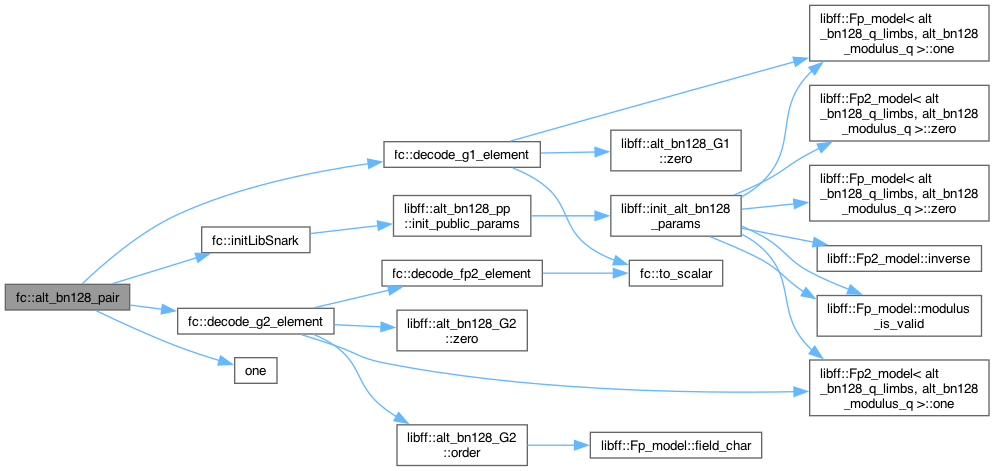 fc::alt_bn128_pair
fc::decode_g1_element
fc::initLibSnark
fc::decode_g2_element
one
libff::alt_bn128_pp
::init_public_params
fc::decode_fp2_element
libff::alt_bn128_G2
::zero
libff::alt_bn128_G2
::order
libff::alt_bn128_G1
::zero
libff::init_alt_bn128
_params
fc::to_scalar
libff::Fp_model::field_char
libff::Fp_model< alt
_bn128_q_limbs, alt_bn128
_modulus_q >::one
libff::Fp2_model< alt
_bn128_q_limbs, alt_bn128
_modulus_q >::zero
libff::Fp_model< alt
_bn128_q_limbs, alt_bn128
_modulus_q >::zero
libff::Fp2_model::inverse
libff::Fp_model::modulus
_is_valid
libff::Fp2_model< alt
_bn128_q_limbs, alt_bn128
_modulus_q >::one